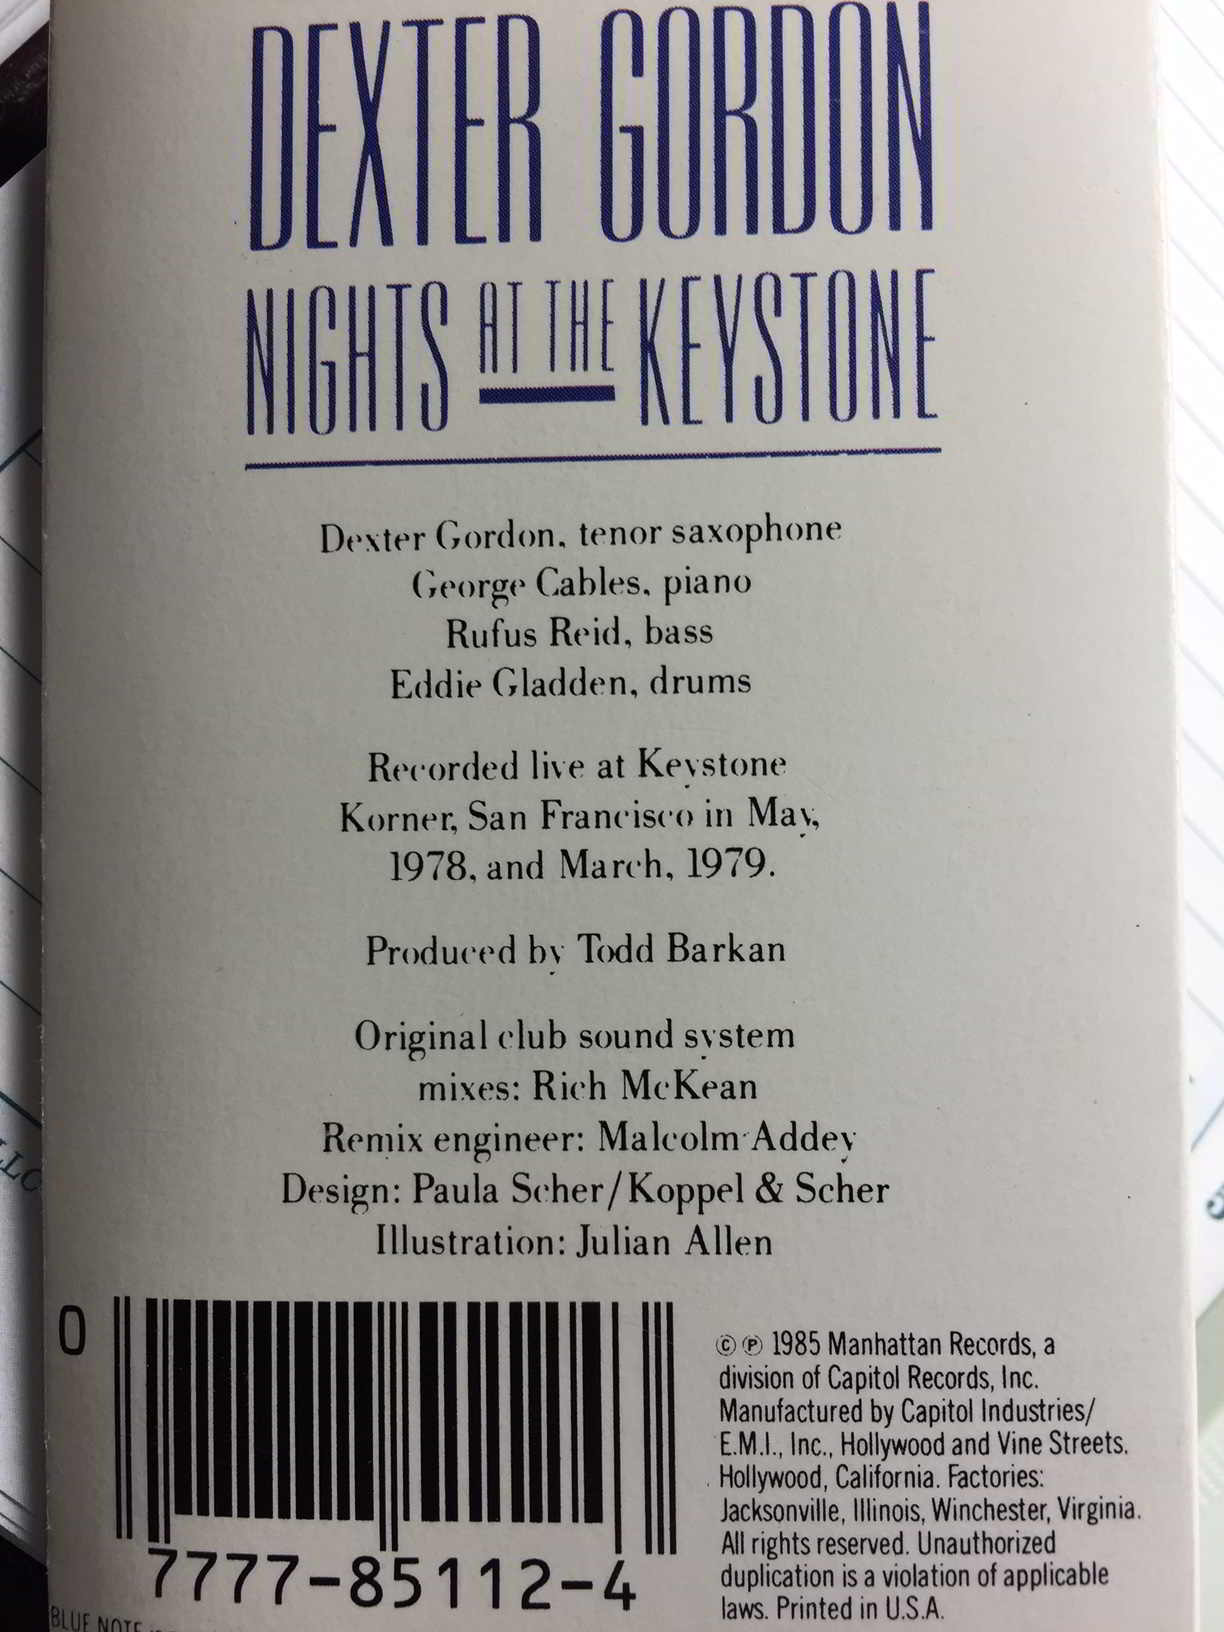 DEXTER GORDON
NIGHTS AT THE KEYSTONE
Dexter Gordon, tenor saxophone
George Cables, piano
Rufus Reid, bass
Eddie Gladden, drums
Recorded live at Keystone
Korner, San Francisco in May,
1978, and March, 1979.
Produced by Todd Barkan
Original club sound system
mixes: Rich McKean
Remix engineer: Malcolm Addey
Design: Paula Scher/Koppel & Scher
Illustration: Julian Allen
0
7777-85112-4
© ℗ 1985 Manhattan Records, a
division of Capitol Records, Inc.
Manufactured by Capitol Industries/
E.M.I., Inc., Hollywood and Vine Streets.
Hollywood, California. Factories:
Jacksonville, Illinois, Winchester, Virginia.
All rights reserved. Unauthorized
duplication is a violation of applicable
laws. Printed in U.S.A.
BLUE NOTE